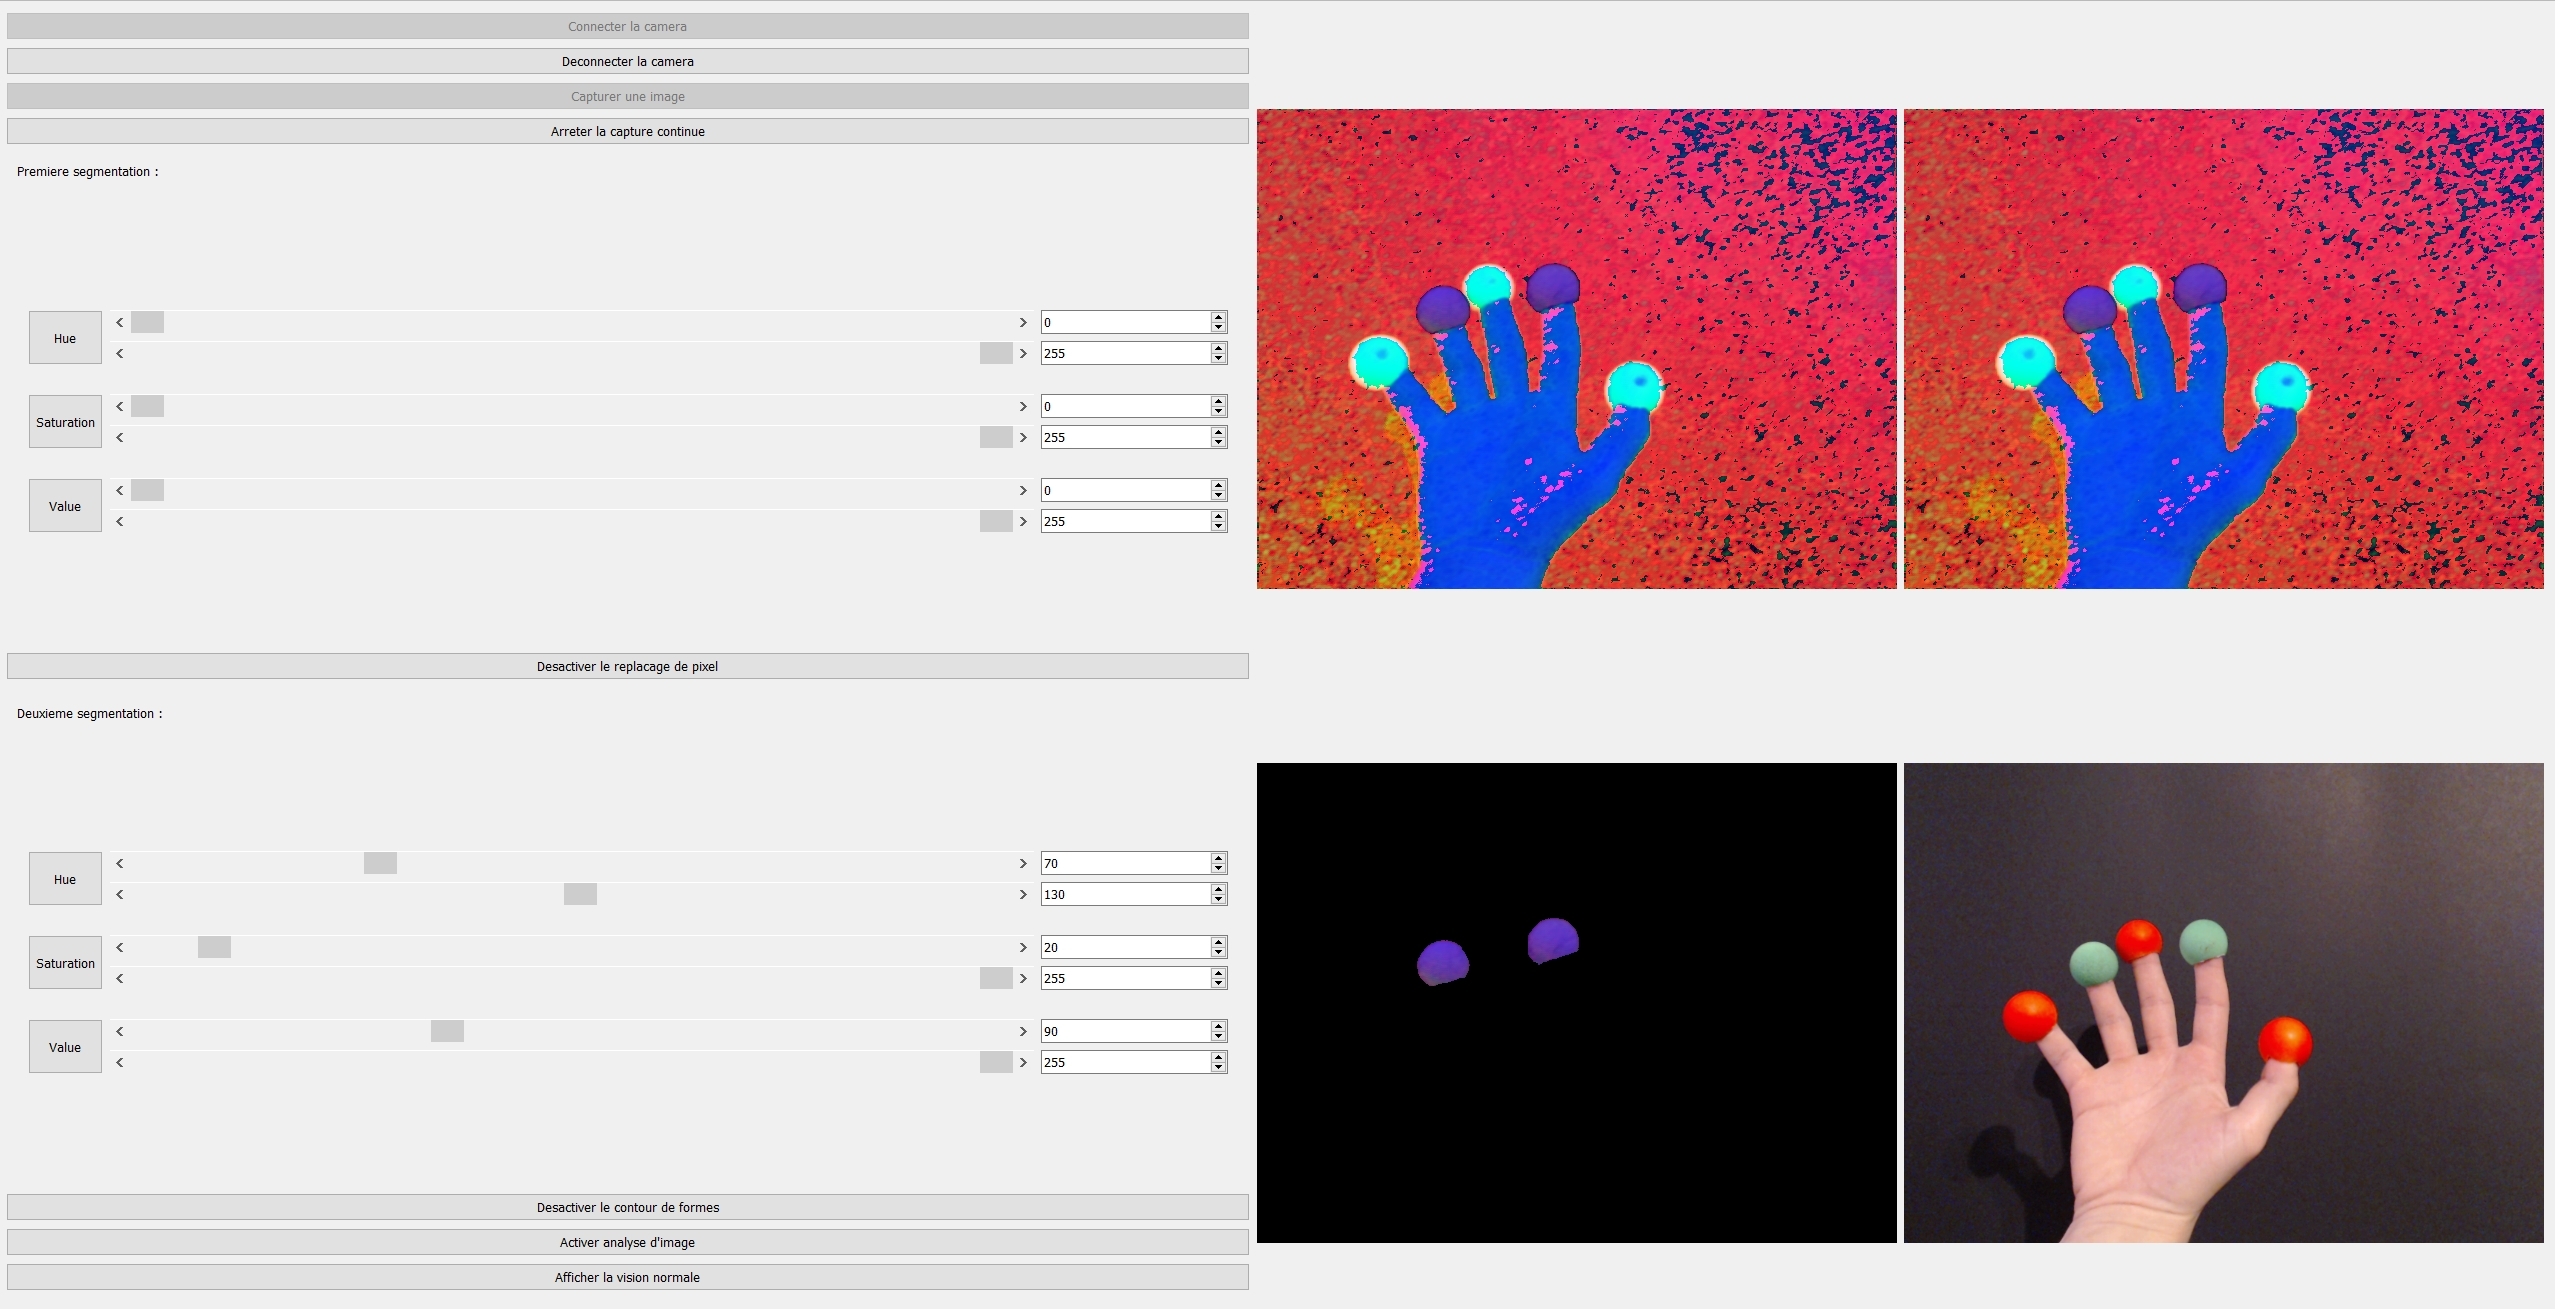 Connecter la camera
Deconnecter la camera
Capturer une image
Arreter la capture continue
Premiere segmentation :
Hue
0
255
Saturation
0
255
Value
0
255
Desactiver le replacage de pixel
Deuxieme segmentation :
Hue
70
130
Saturation
20
255
Value
90
255
Desactiver le contour de formes
Activer analyse d'image
Afficher la vision normale